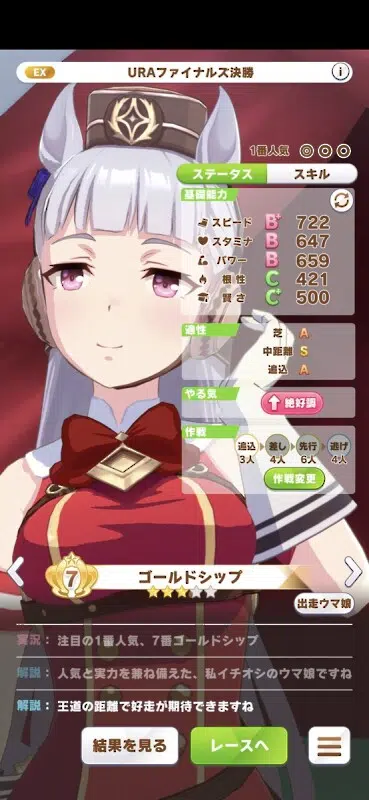 EX URAファイナルズ決勝
1番人気 ◎ ◎ ◎
ステータス スキル
基礎能力
スピード B+ 722
スタミナ B 647
パワー B 659
根性 C 421
賢さ C+ 500
適性
芝 A
中距離 S
追込 A
やる気
絶好調
作戦
追込 差し 先行 逃げ
3人 4人 6人 4人
作戦変更
7 ゴールドシップ
出走ウマ娘
実況： 注目の1番人気、7番ゴールドシップ
解説： 人気と実力を兼ね備えた、私イチオシのウマ娘ですね
解説： 王道の距離で好走が期待できますね
結果を見る レースへ